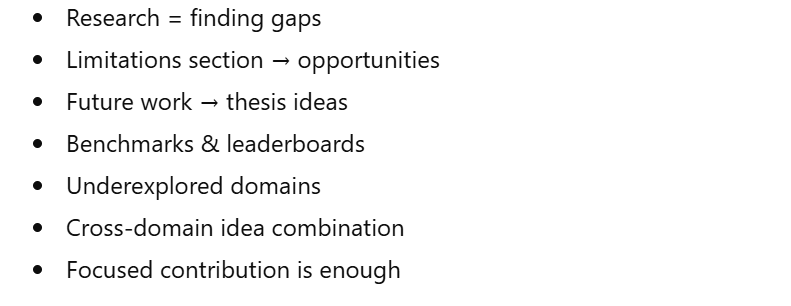 • Research = finding gaps
• Limitations section → opportunities
• Future work → thesis ideas
• Benchmarks & leaderboards
• Underexplored domains
• Cross-domain idea combination
• Focused contribution is enough